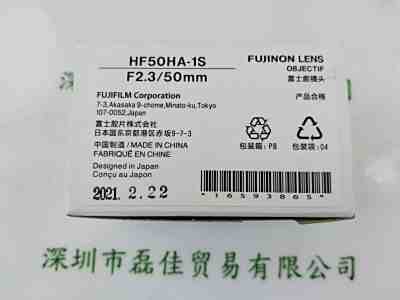 HF50HA-1S
F2.3/50mm
FUJIFILM Corporation
7-3, Akasaka 9-chome, Minato-ku, Tokyo
107-0052, Japan
富士胶片株式会社
日本国东京都港区赤坂9-7-3
中国制造 / MADE IN CHINA
FABRIQUÉ EN CHINE
Designed in Japan
Conçu au Japon
2021. 2. 22
FUJINON LENS
OBJECTIF
富士能镜头
产品合格
包装箱: PB
包装袋: 04
*16593865*
深圳市磊佳贸易有限公司